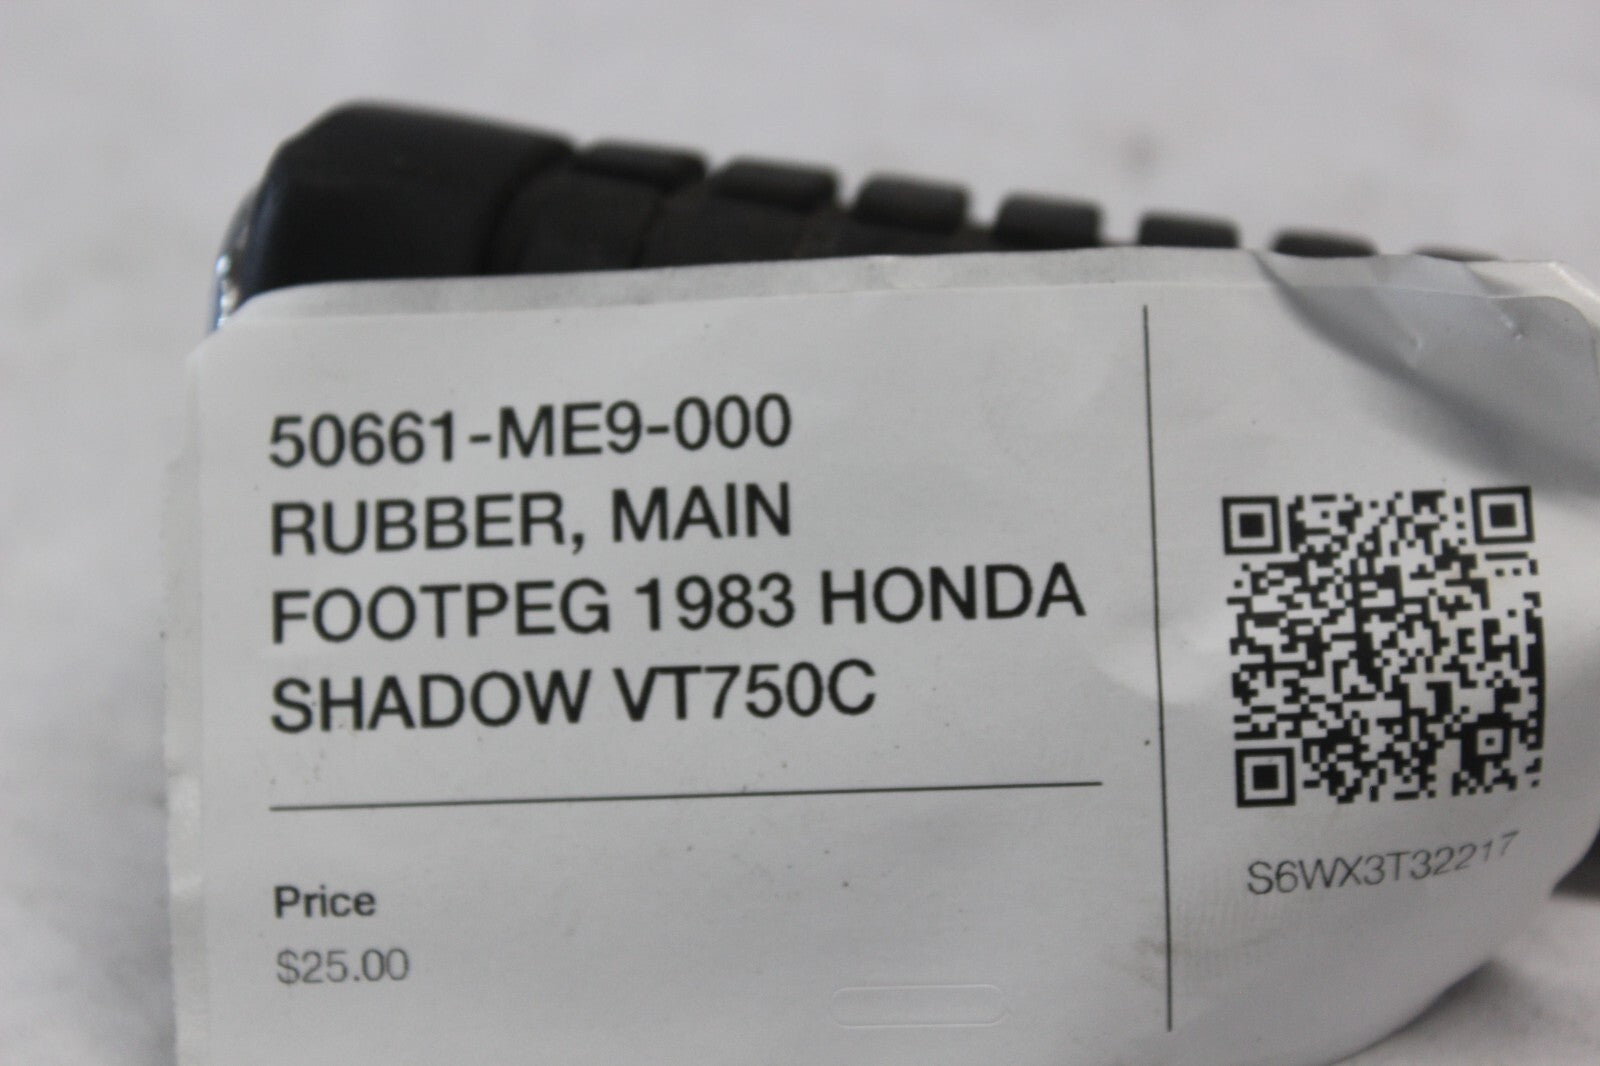 50661-ME9-000
RUBBER, MAIN
FOOTPEG 1983 HONDA
SHADOW VT750C
Price
$25.00
S6WX3T32217